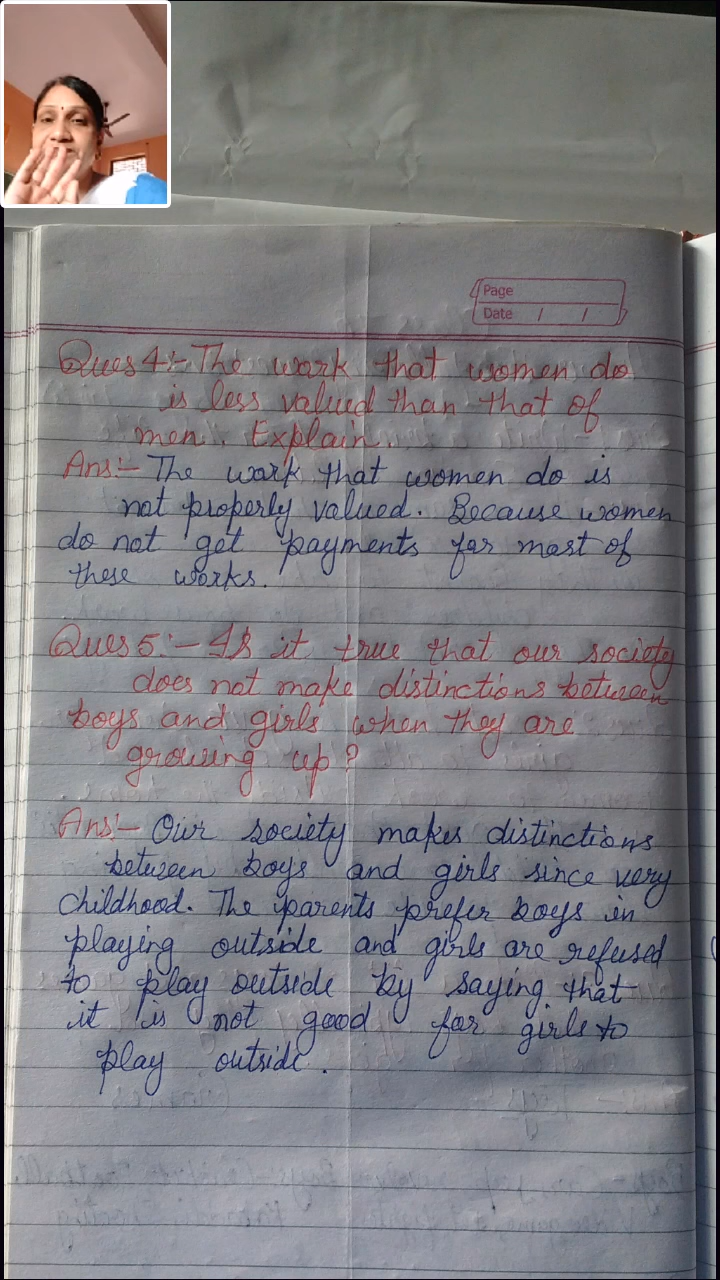 Page
Date / /
Ques 4:- The work that women do
is less valued than that of
men. Explain.
Ans:- The work that women do is
not properly valued. Because women
do not get payments for most of
these works.
Ques 5:- Is it true that our society
does not make distinctions between
boys and girls when they are
growing up?
Ans:- Our society makes distinctions
between boys and girls since very
childhood. The parents prefer boys in
playing outside and girls are refused
to play outside by saying that
it is not good for girls to
play outside.